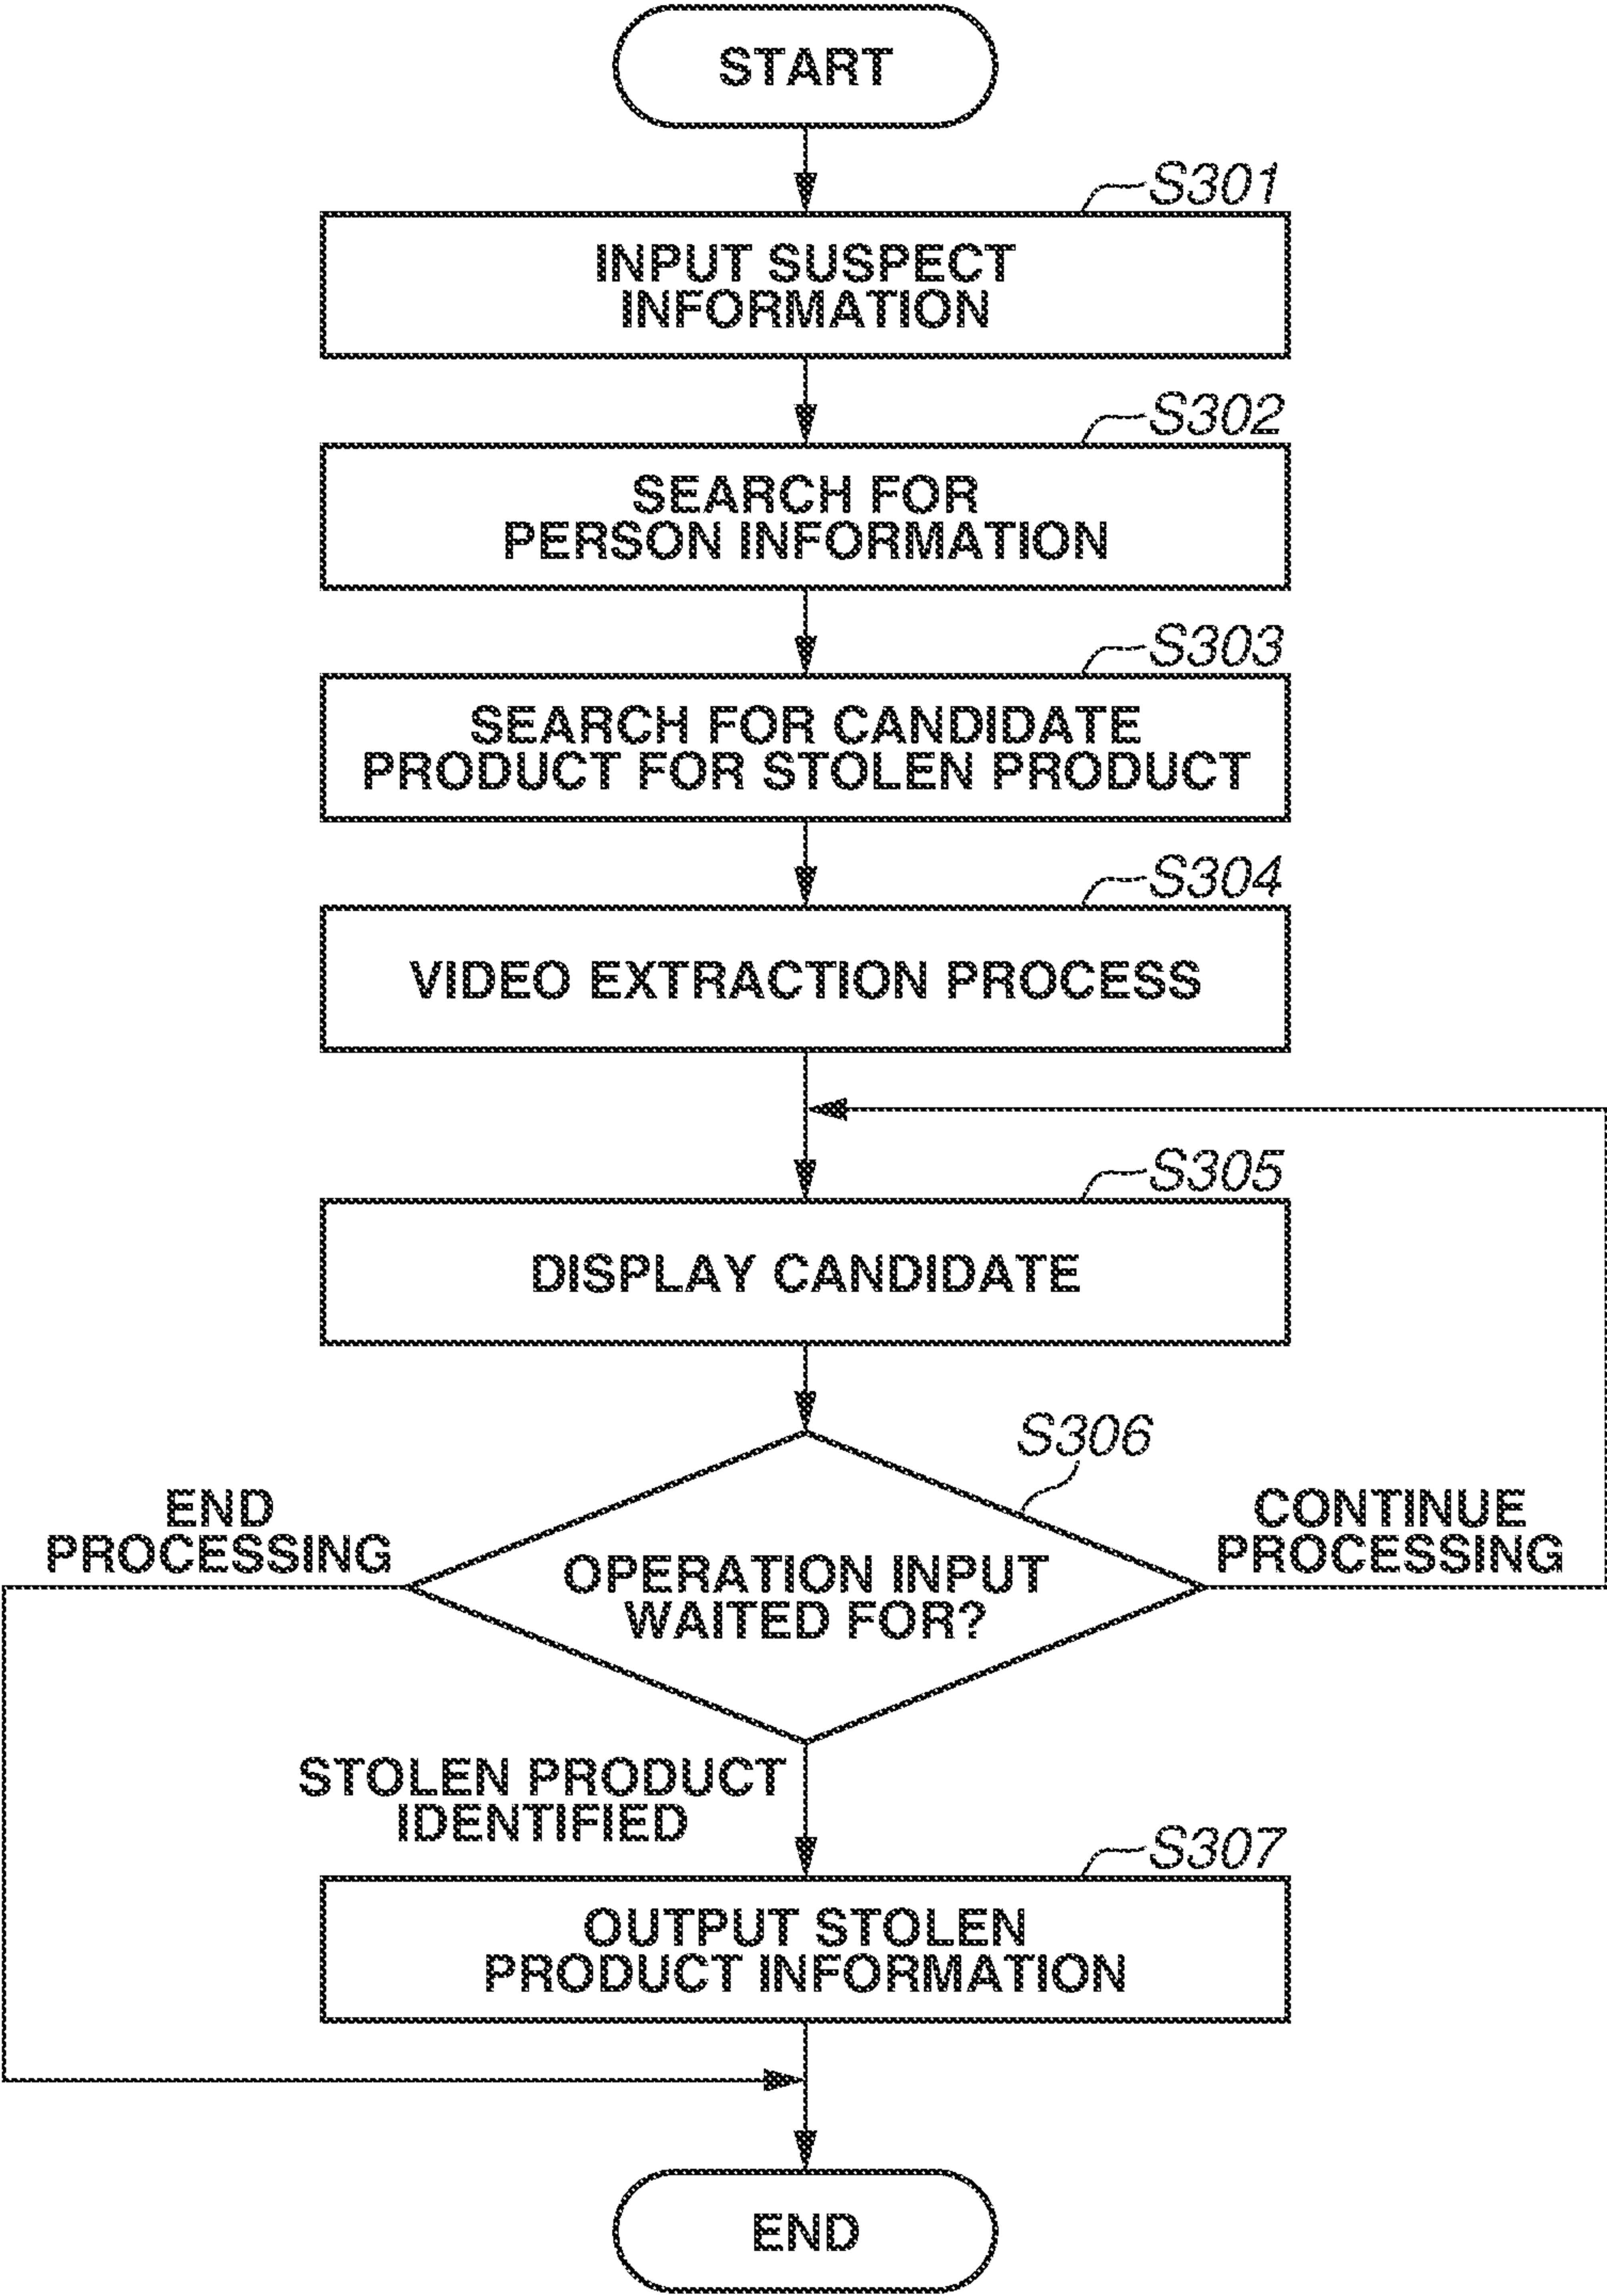 START
S301
INPUT SUSPECT
INFORMATION
S302
SEARCH FOR
PERSON INFORMATION
S303
SEARCH FOR CANDIDATE
PRODUCT FOR STOLEN PRODUCT
S304
VIDEO EXTRACTION PROCESS
S305
DISPLAY CANDIDATE
S306
END
PROCESSING
CONTINUE
PROCESSING
OPERATION INPUT
WAITED FOR?
STOLEN PRODUCT
IDENTIFIED
S307
OUTPUT STOLEN
PRODUCT INFORMATION
END